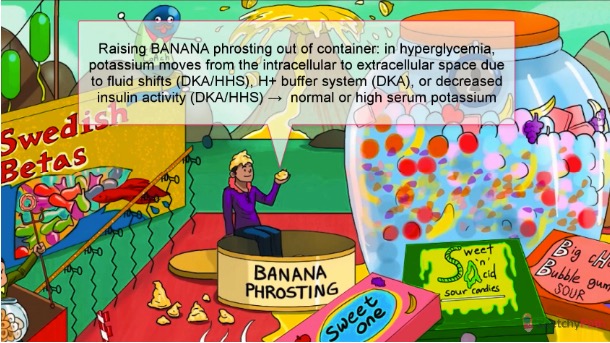 Raising BANANA phrosting out of container: in hyperglycemia,
potassium moves from the intracellular to extracellular space due
to fluid shifts (DKA/HHS), H+ buffer system (DKA), or decreased
insulin activity (DKA/HHS) → normal or high serum potassium
Swedish
Betas
BANANA
PHROSTING
Sweet
one
Sweet
'n'
Acid
sour candies
Big
Bubble gum
SOUR